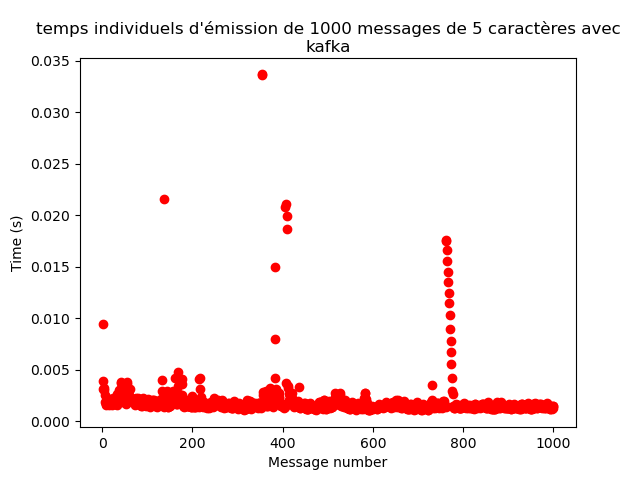 temps individuels d'émission de 1000 messages de 5 caractères avec
kafka
0.035
0.030
0.025
0.020
0.015
0.010
0.005
0.000
Time (s)
0 200 400 600 800 1000
Message number